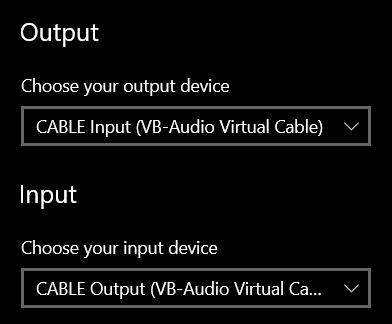 Output
Choose your output device
CABLE Input (VB-Audio Virtual Cable)
Input
Choose your input device
CABLE Output (VB-Audio Virtual Ca...